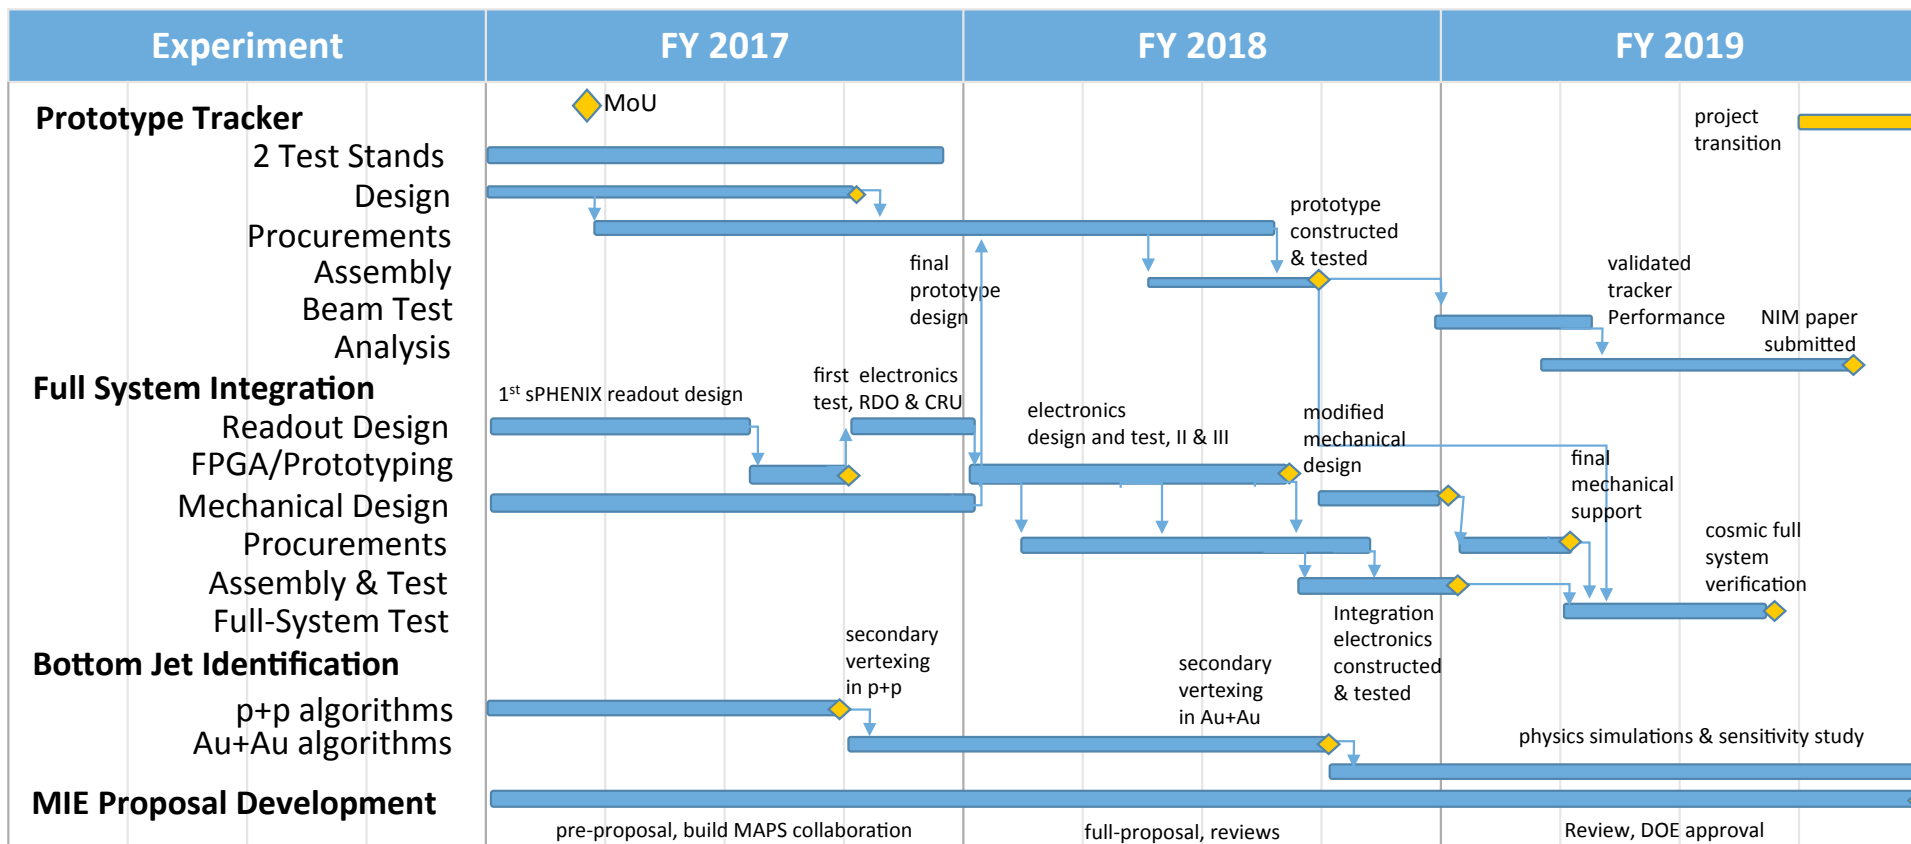 Experiment
FY 2017
FY 2018
FY 2019
MoU
Prototype Tracker
project
transition
2 Test Stands
Design
prototype
constructed
& tested
Procurements
final
prototype
design
validated
tracker
Performance
Assembly
Beam Test
NIM paper
submitted
Analysis
Full System Integration
1st sPHENIX readout design
first electronics
test, RDO & CRU
electronics
design and test, II & III
modified
mechanical
design
Readout Design
FPGA/Prototyping
final
mechanical
support
Mechanical Design
Procurements
cosmic full
system
verification
Assembly & Test
Integration
electronics
constructed
& tested
Full-System Test
secondary
vertexing
in p+p
secondary
vertexing
in Au+Au
Bottom Jet Identification
p+p algorithms
Au+Au algorithms
physics simulations & sensitivity study
MIE Proposal Development
pre-proposal, build MAPS collaboration
full-proposal, reviews
Review, DOE approval